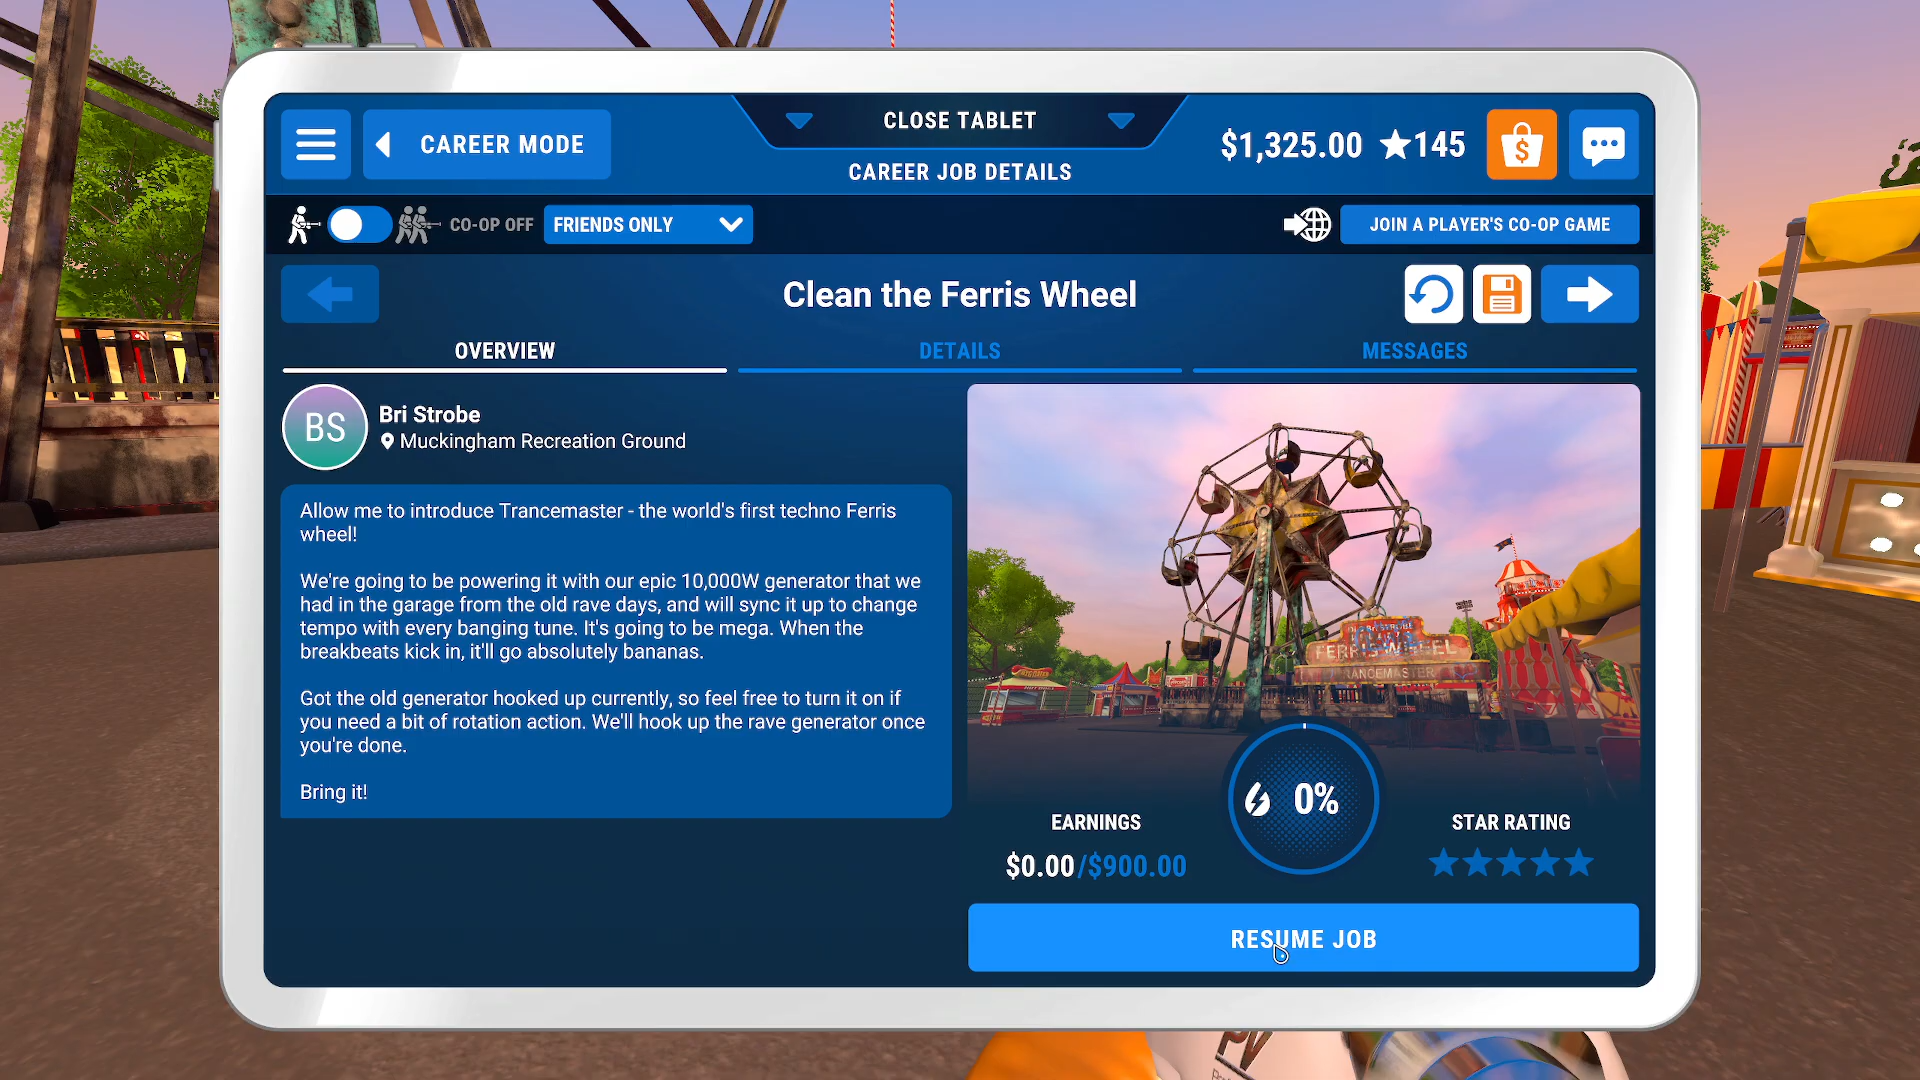 CAREER MODE
CLOSE TABLET
CAREER JOB DETAILS
$1,325.00 ★145
CO-OP OFF
FRIENDS ONLY
JOIN A PLAYER'S CO-OP GAME
Clean the Ferris Wheel
OVERVIEW
DETAILS
MESSAGES
BS
Bri Strobe
Muckingham Recreation Ground
Allow me to introduce Trancemaster - the world's first techno Ferris
wheel!
We're going to be powering it with our epic 10,000W generator that we
had in the garage from the old rave days, and will sync it up to change
tempo with every banging tune. It's going to be mega. When the
breakbeats kick in, it'll go absolutely bananas.
Got the old generator hooked up currently, so feel free to turn it on if
you need a bit of rotation action. We'll hook up the rave generator once
you're done.
Bring it!
FERRIS WHEEL
TRANCEMASTER
0%
EARNINGS
$0.00/$900.00
STAR RATING
RESUME JOB
PW